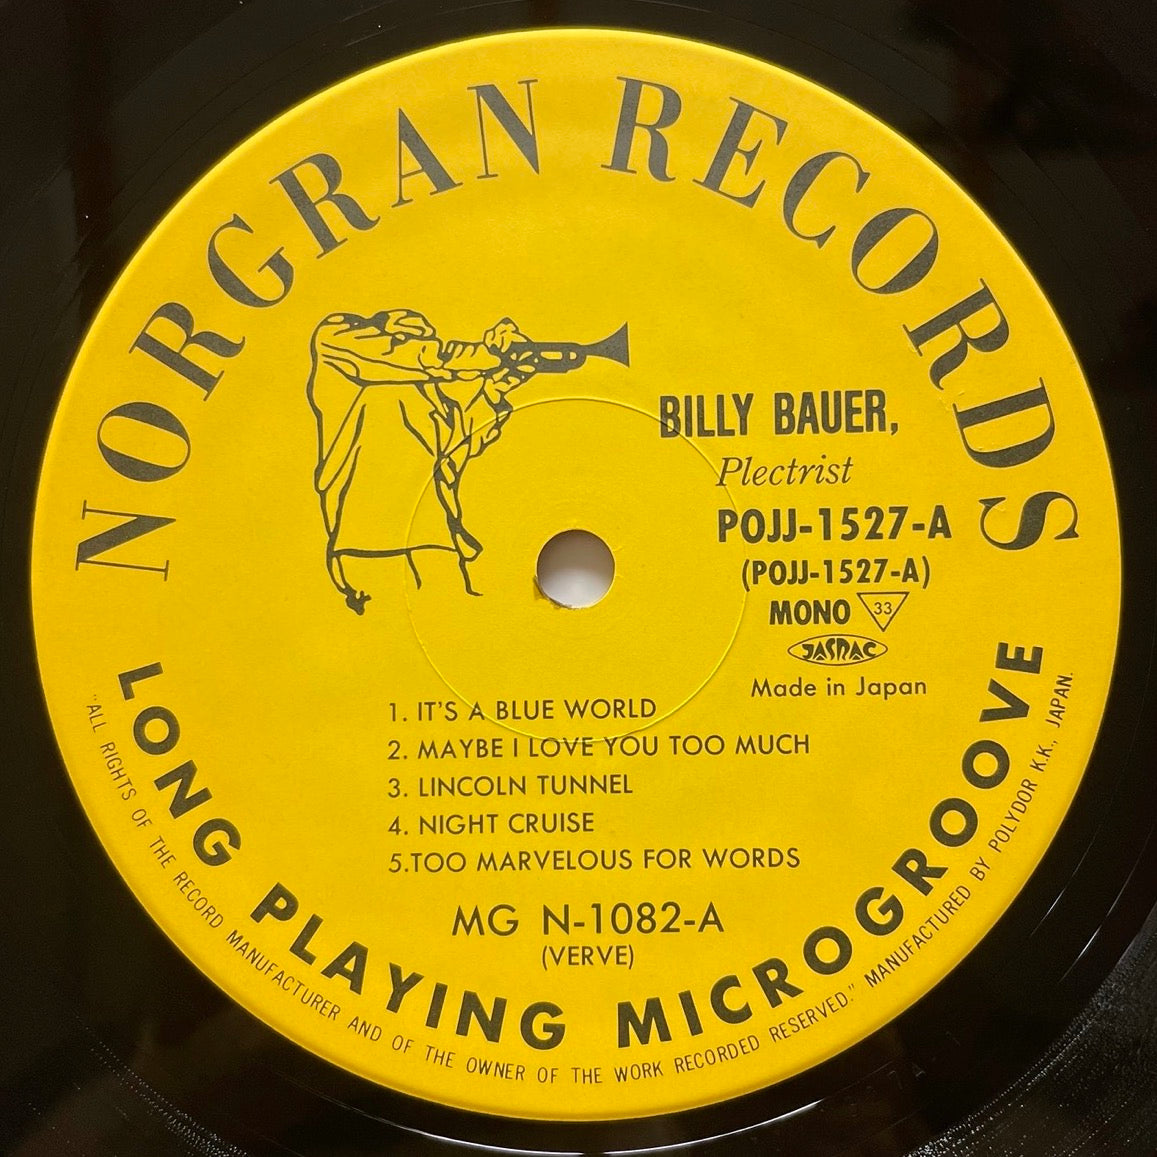 NORGRAN RECORDS
BILLY BAUER,
Plectrist
POJJ-1527-A
(POJJ-1527-A)
MONO 33
JASRAC
Made in Japan
1. IT'S A BLUE WORLD
2. MAYBE I LOVE YOU TOO MUCH
3. LINCOLN TUNNEL
4. NIGHT CRUISE
5.TOO MARVELOUS FOR WORDS
MG N-1082-A
(VERVE)
LONG PLAYING MICROGROOVE
"ALL RIGHTS OF THE RECORD MANUFACTURER AND OF THE OWNER OF THE WORK RECORDED RESERVED." MANUFACTURED BY POLYDOR K.K., JAPAN.